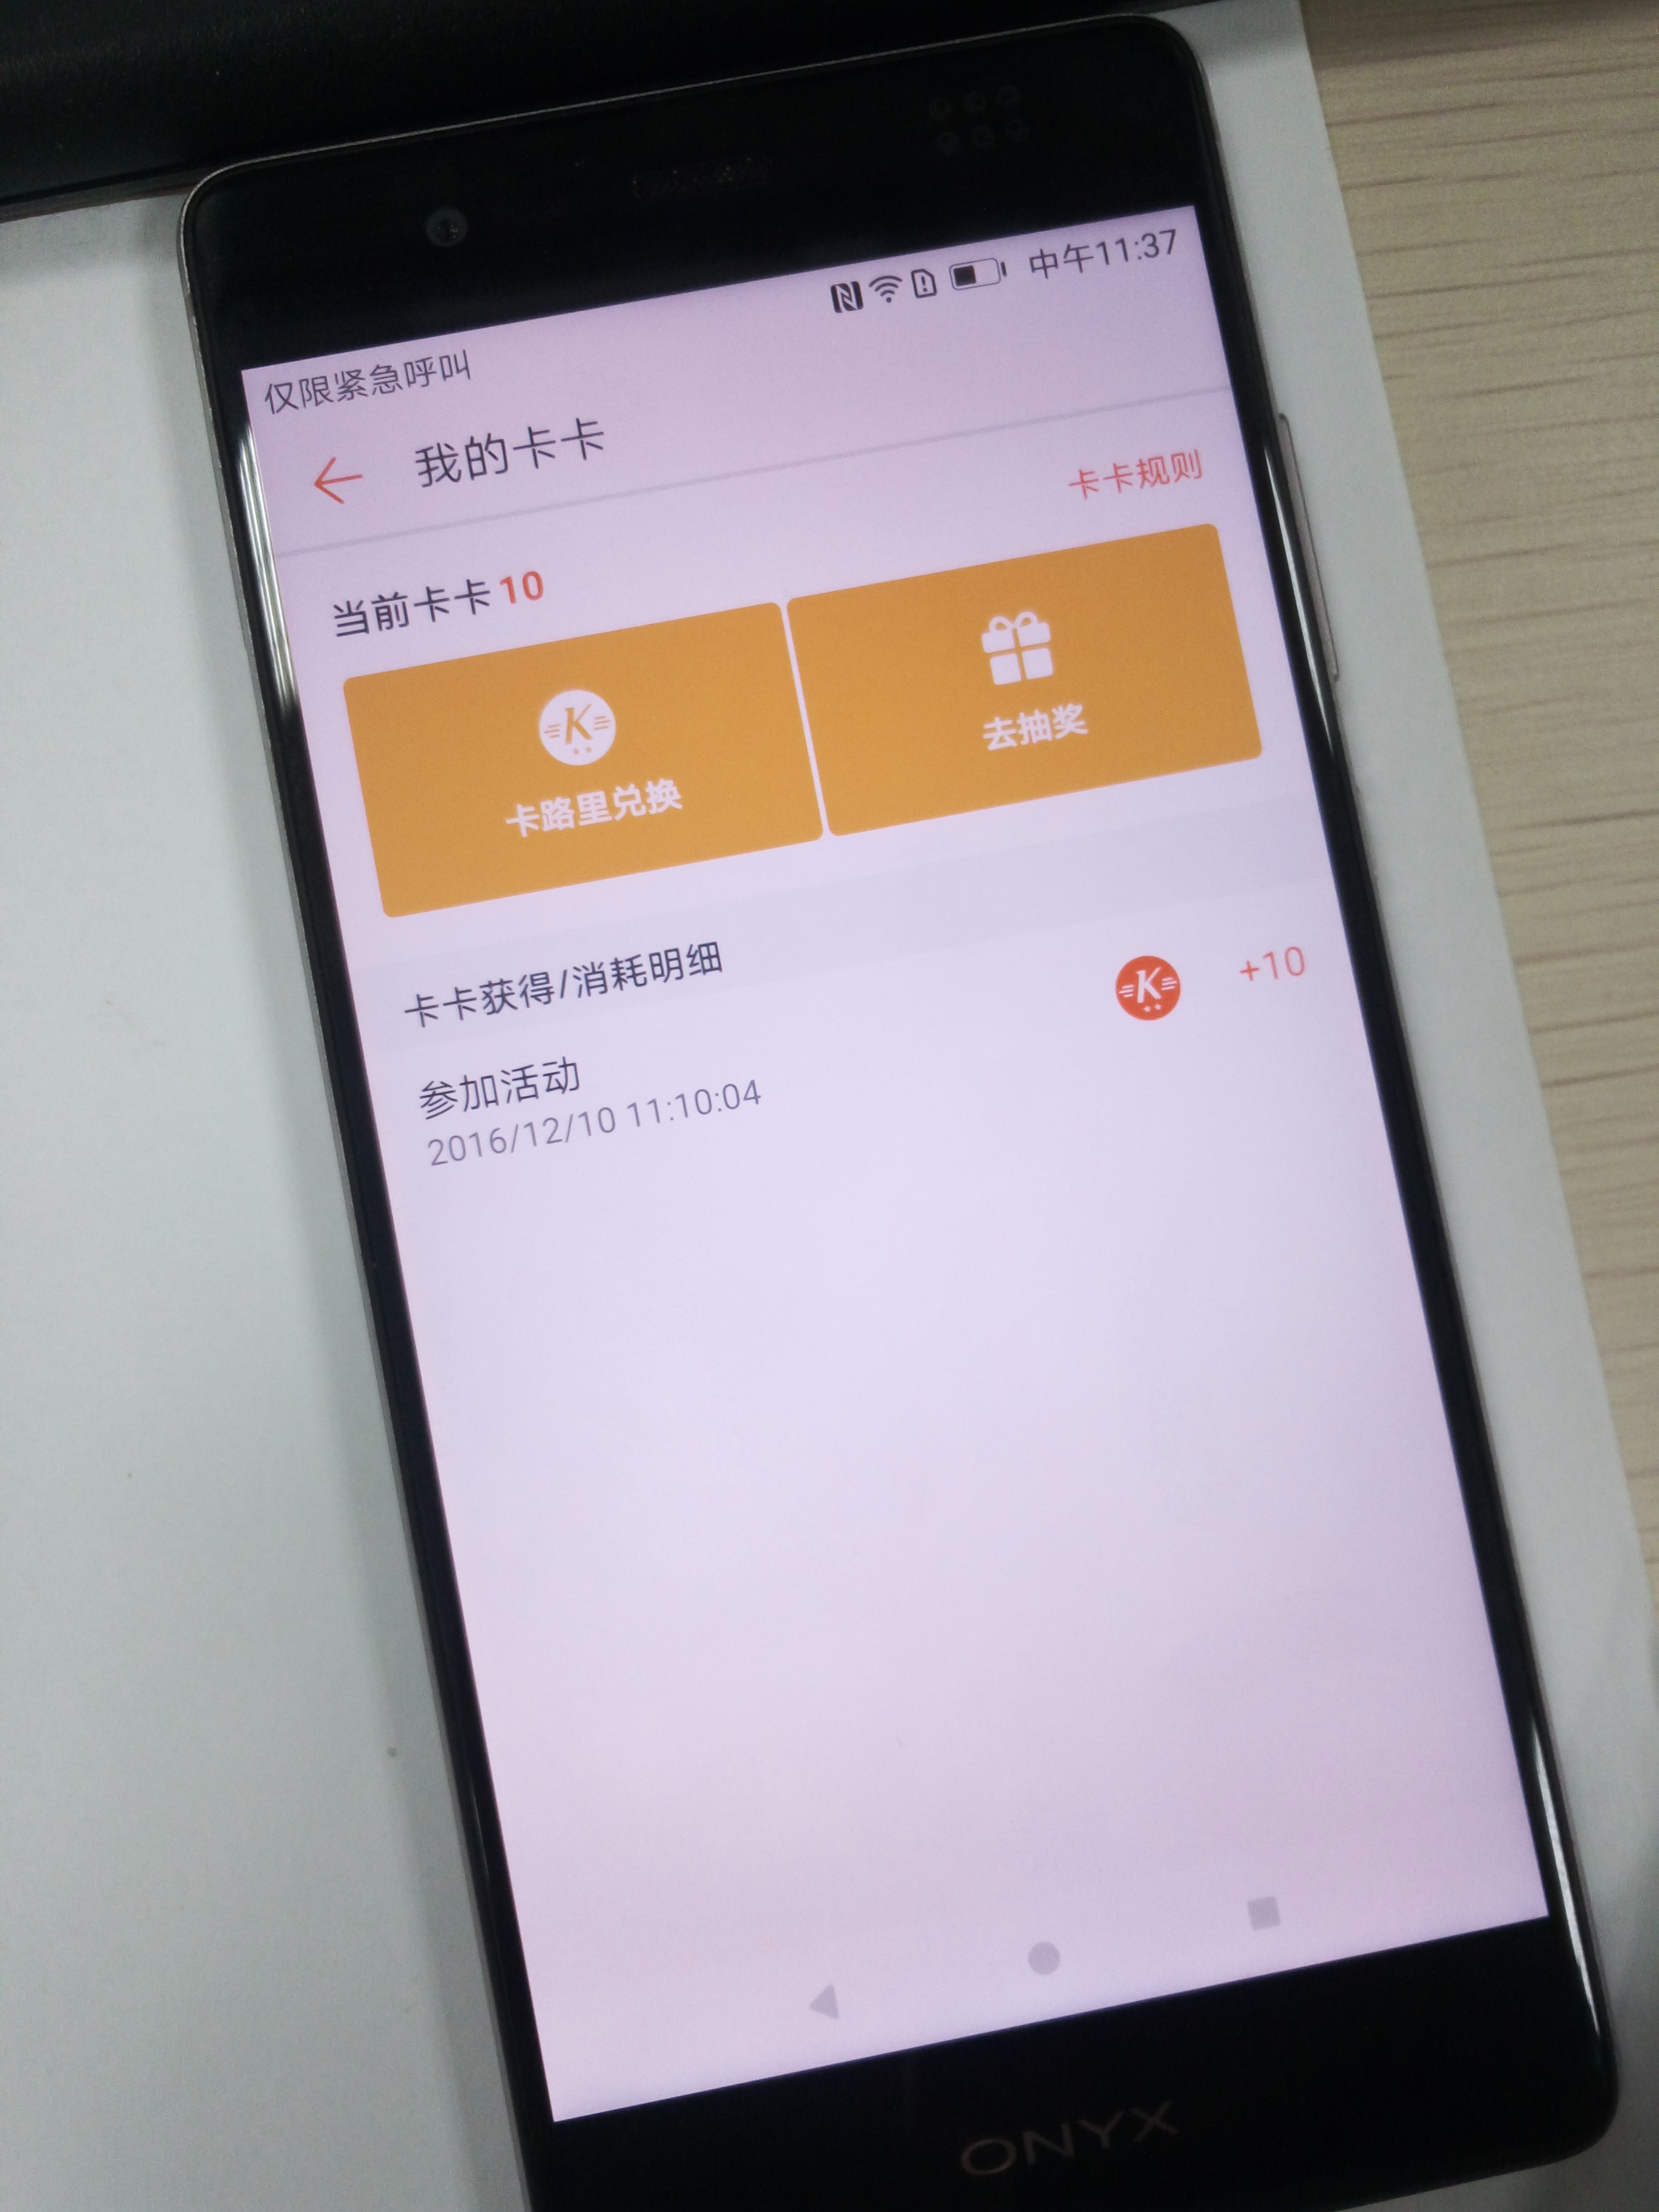 中午11:37
仅限紧急呼叫
我的卡卡
卡卡规则
当前卡卡 10
K
卡路里兑换
去抽奖
卡卡获得/消耗明细
参加活动
K
+10
2016/12/10 11:10:04
ONYX